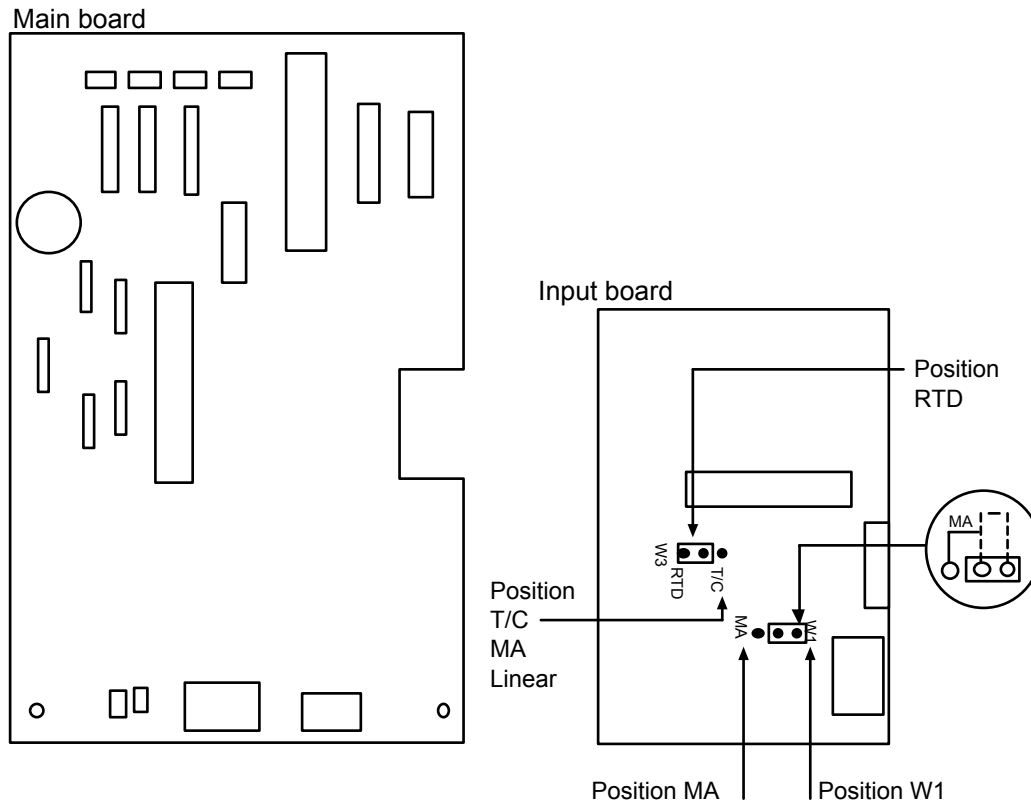 Main board
Input board
Position
RTD
MA
W3
RTD
T/C
Position
T/C
MA
Linear
MA
W1
Position MA
Position W1